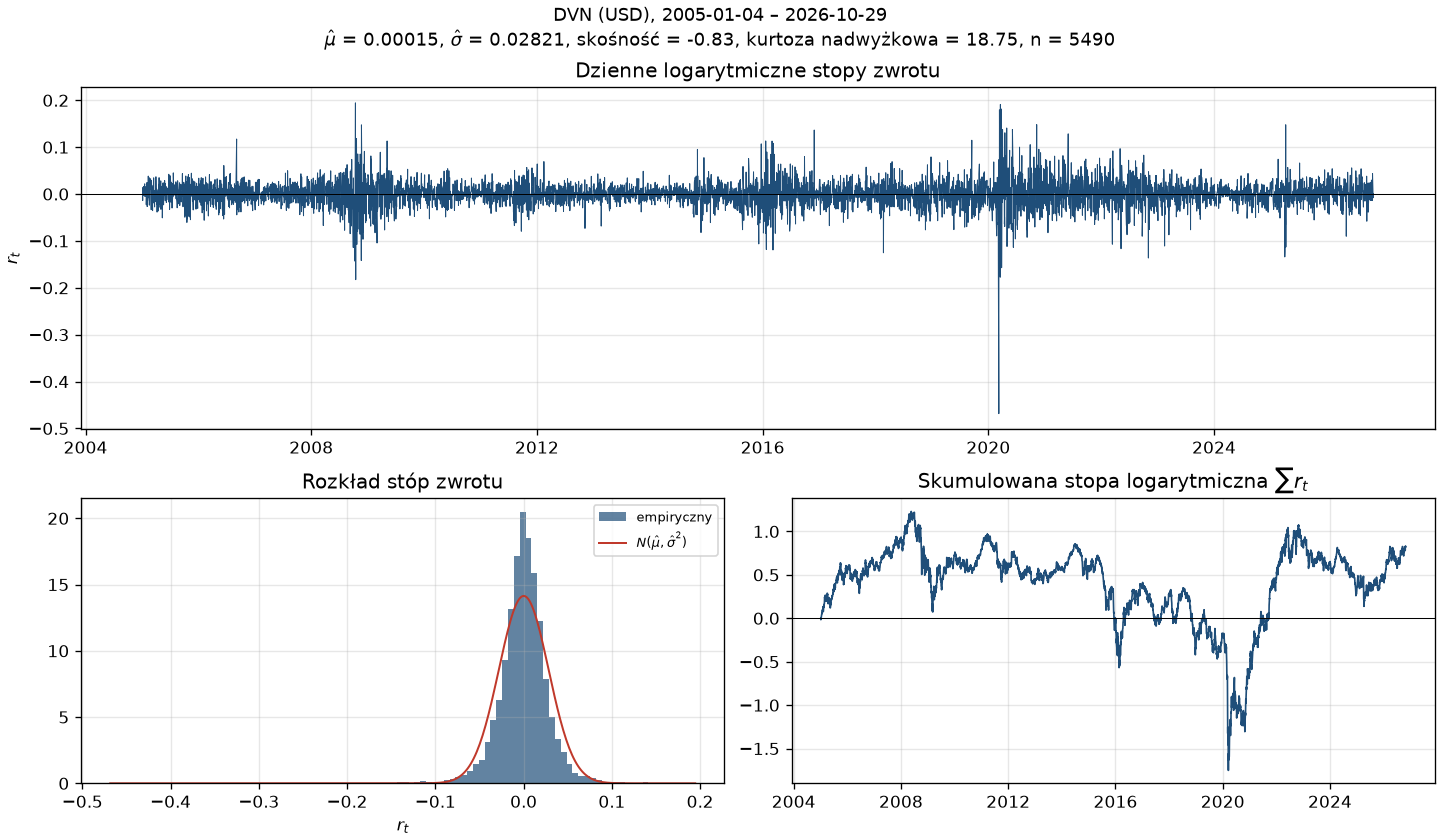 DVN (USD), 2005-01-04 – 2026-10-29
μ̂ = 0.00015, σ̂ = 0.02821, skośność = -0.83, kurtoza nadwyżkowa = 18.75, n = 5490
Dzienne logarytmiczne stopy zwrotu
0.2
0.1
0.0
−0.1
−0.2
−0.3
−0.4
−0.5
r_t
2004 2008 2012 2016 2020 2024
Rozkład stóp zwrotu
20
15
10
5
0
empiryczny
N(μ̂, σ̂²)
−0.5 −0.4 −0.3 −0.2 −0.1 0.0 0.1 0.2
r_t
Skumulowana stopa logarytmiczna ∑r_t
1.0
0.5
0.0
−0.5
−1.0
−1.5
2004 2008 2012 2016 2020 2024